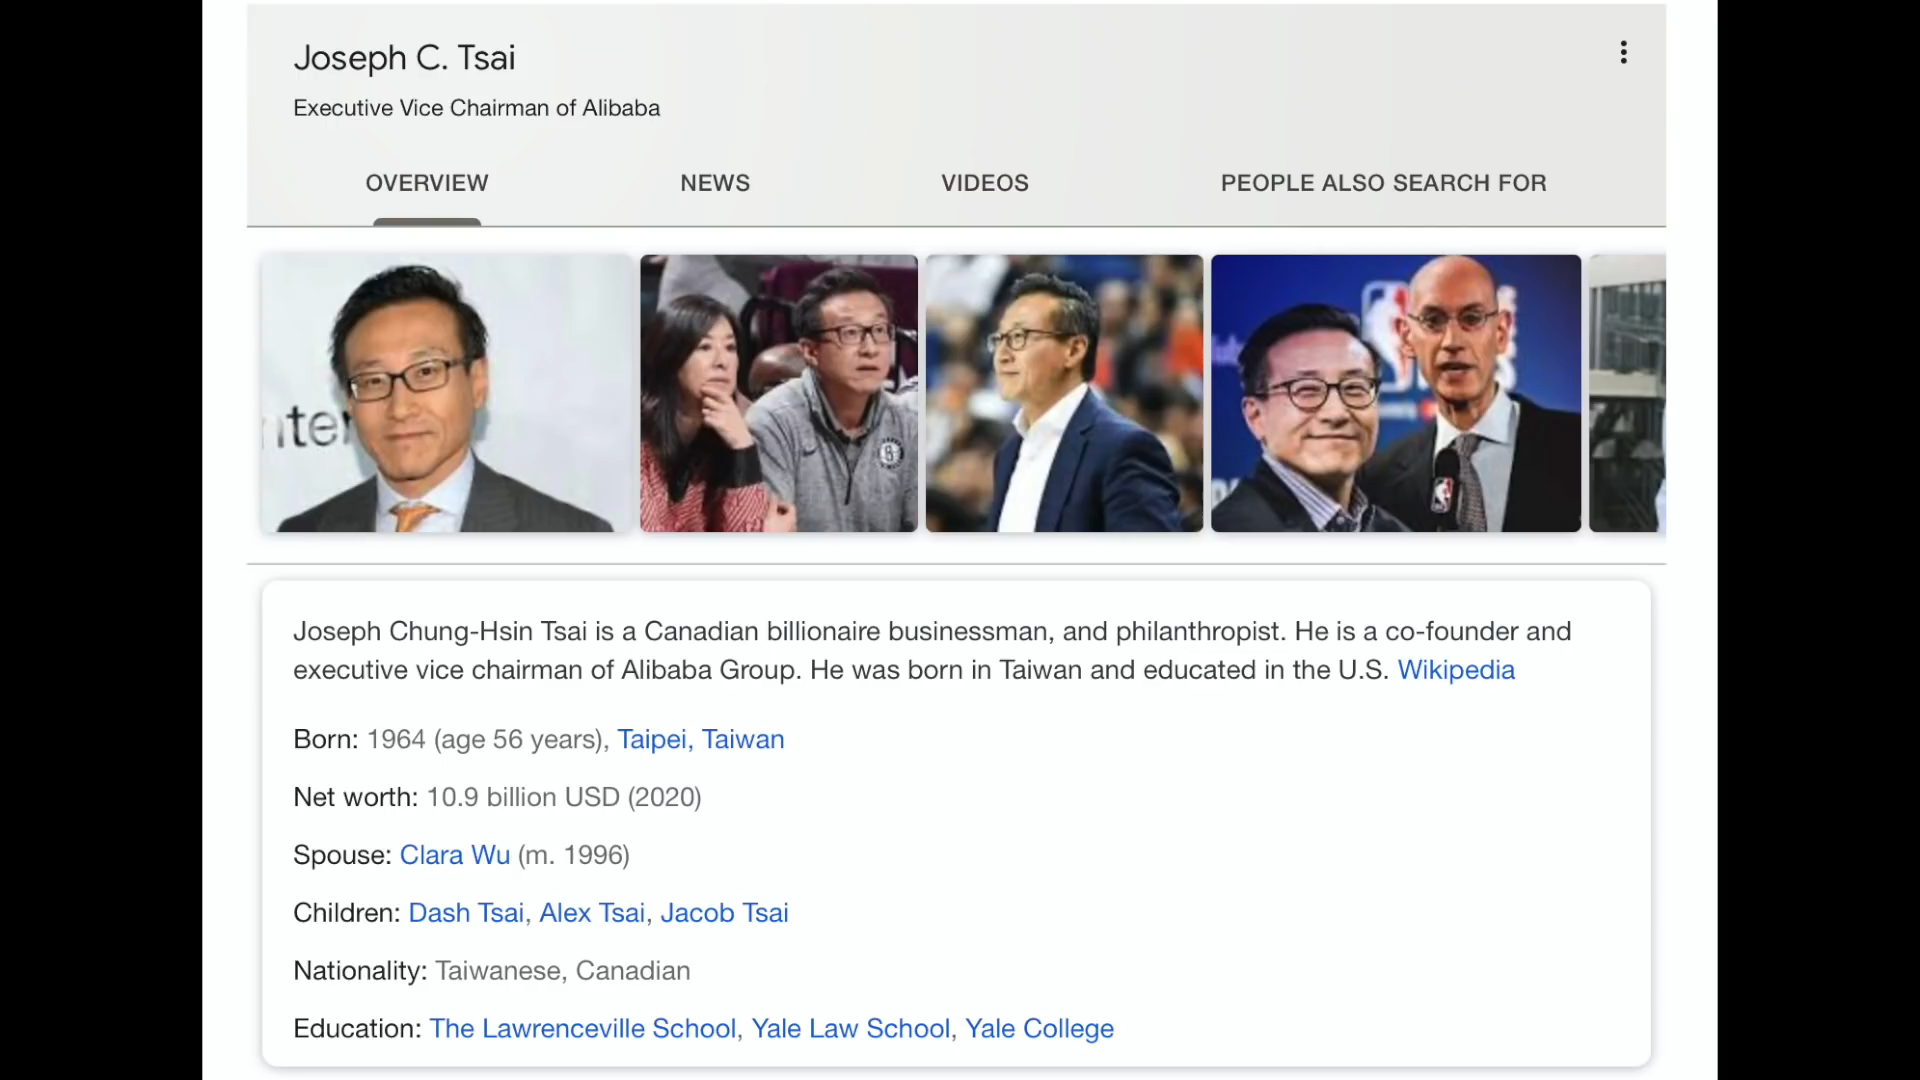 Joseph C. Tsai
Executive Vice Chairman of Alibaba
OVERVIEW
NEWS
VIDEOS
PEOPLE ALSO SEARCH FOR
nter
B
NBA
Joseph Chung-Hsin Tsai is a Canadian billionaire businessman, and philanthropist. He is a co-founder and
executive vice chairman of Alibaba Group. He was born in Taiwan and educated in the U.S. Wikipedia
Born: 1964 (age 56 years), Taipei, Taiwan
Net worth: 10.9 billion USD (2020)
Spouse: Clara Wu (m. 1996)
Children: Dash Tsai, Alex Tsai, Jacob Tsai
Nationality: Taiwanese, Canadian
Education: The Lawrenceville School, Yale Law School, Yale College